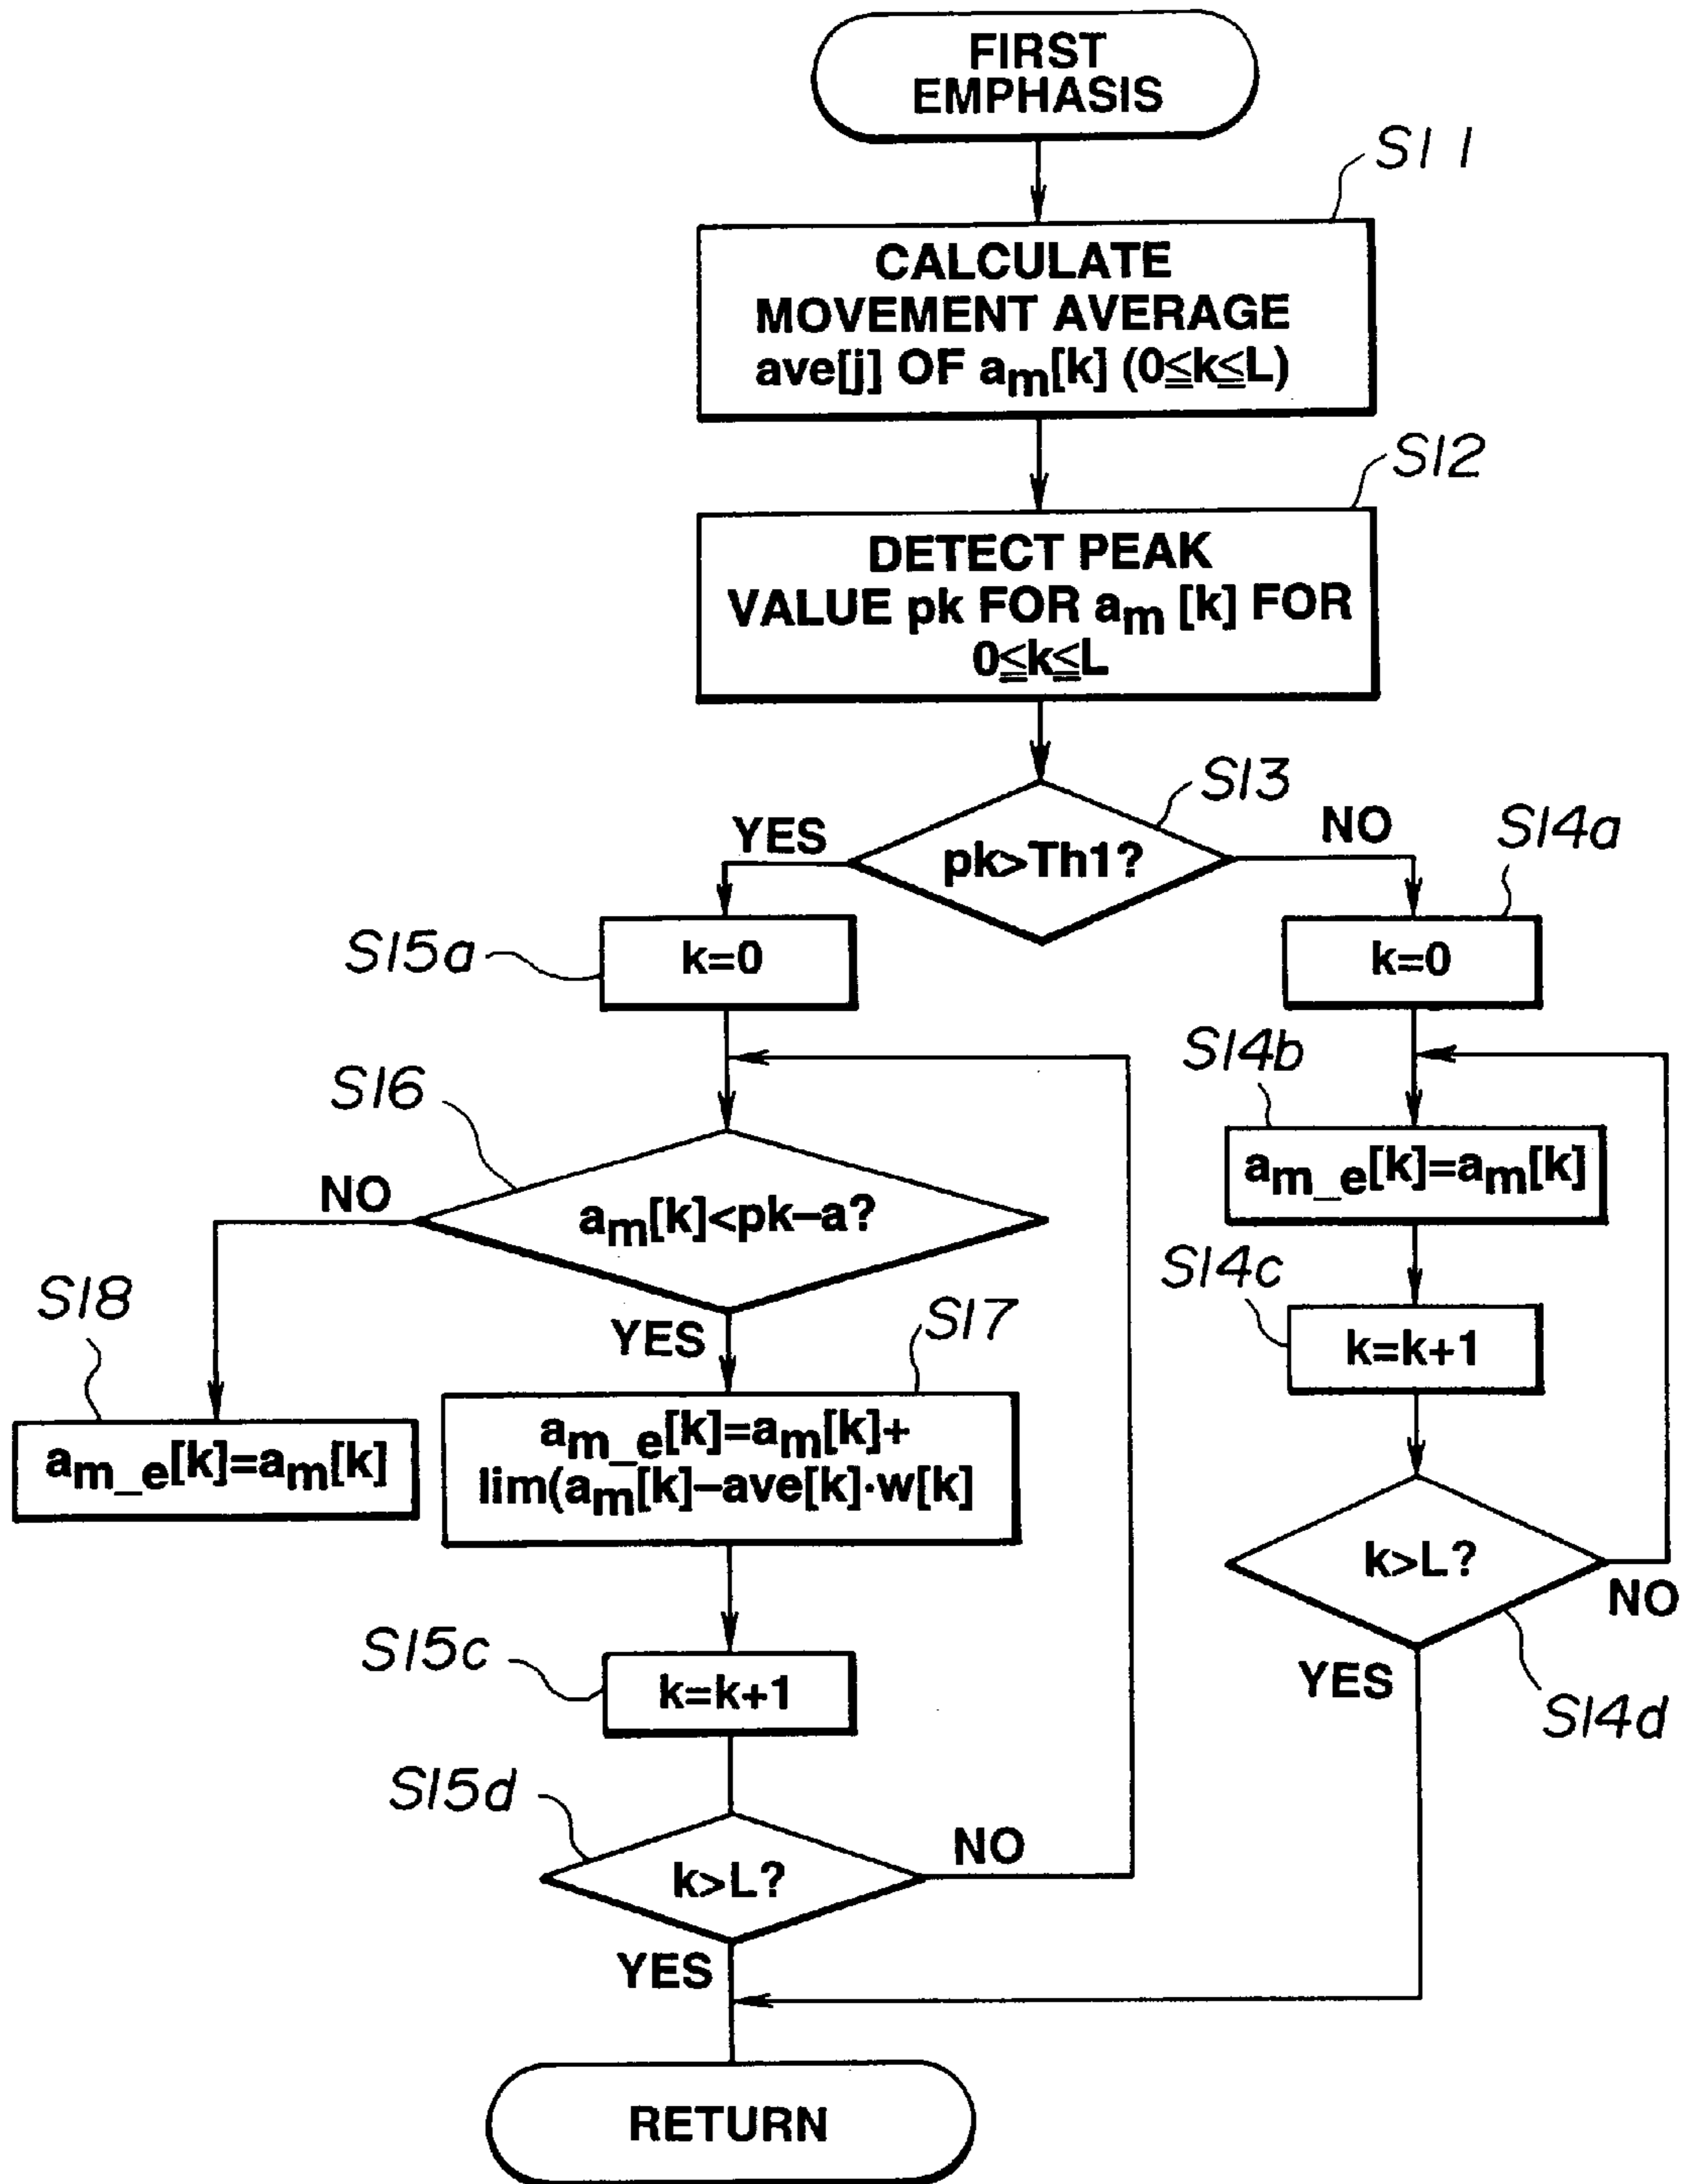 FIRST
EMPHASIS
S11
CALCULATE
MOVEMENT AVERAGE
ave[j] OF am[k] (0≦k≦L)
S12
DETECT PEAK
VALUE pk FOR am [k] FOR
0≦k≦L
S13
pk>Th1?
YES
NO
S14a
S15a
k=0
k=0
S14b
S16
am_e[k]=am[k]
NO
am[k]<pk–a?
S14c
S18
YES
S17
k=k+1
am_e[k]=am[k]
am_e[k]=am[k]+
lim(am[k]–ave[k]·w[k]
k>L?
NO
S15c
k=k+1
YES
S14d
S15d
k>L?
NO
YES
RETURN